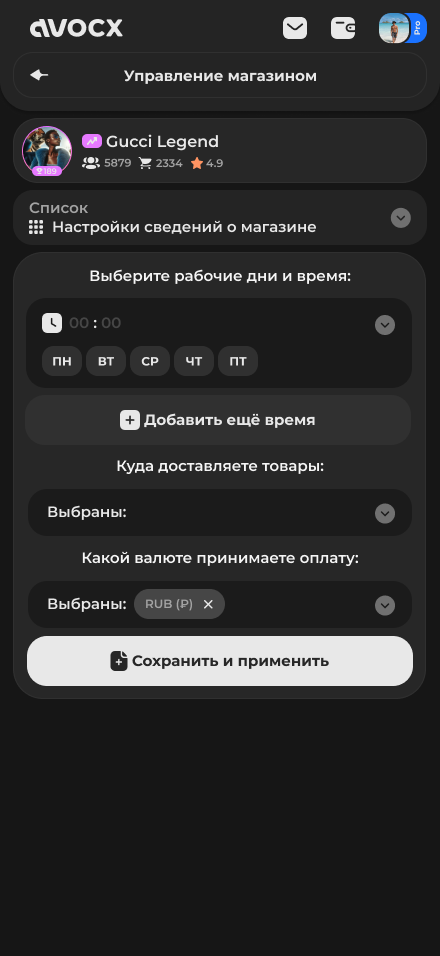 AVOCX
Pro
Управление магазином
Gucci Legend
5879 2334 4.9
189
Список
Настройки сведений о магазине
Выберите рабочие дни и время:
00 : 00
ПН ВТ СР ЧТ ПТ
Добавить ещё время
Куда доставляете товары:
Выбраны:
Какой валюте принимаете оплату:
Выбраны: RUB (₽)
Сохранить и применить